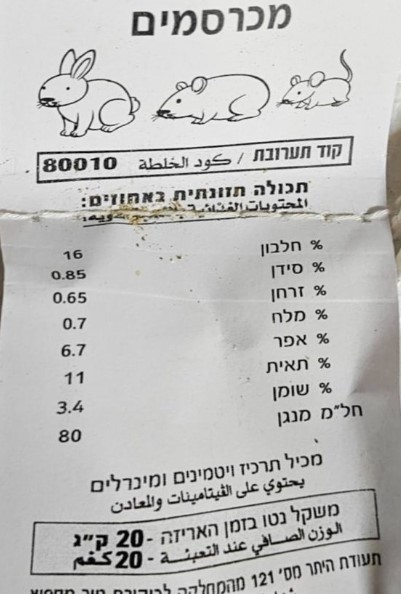 מכרסמים
קוד תערובת / كود الخلطة 80010
תכולה תזונתית באחוזים:
% חלבון 16
% סידן 0.85
% זרחן 0.65
% מלח 0.7
% אפר 6.7
% תאית 11
% שומן 3.4
חל״מ מנגן 80
מכיל תרכיז ויטמינים ומינרלים
يحتوي على الفيتامينات والمعادن
משקל נטו בזמן האריזה - 20 ק״ג
الوزن الصافي عند التعبئة - 20 كغم
תעודת היתר מס' 121 מהמחלקה